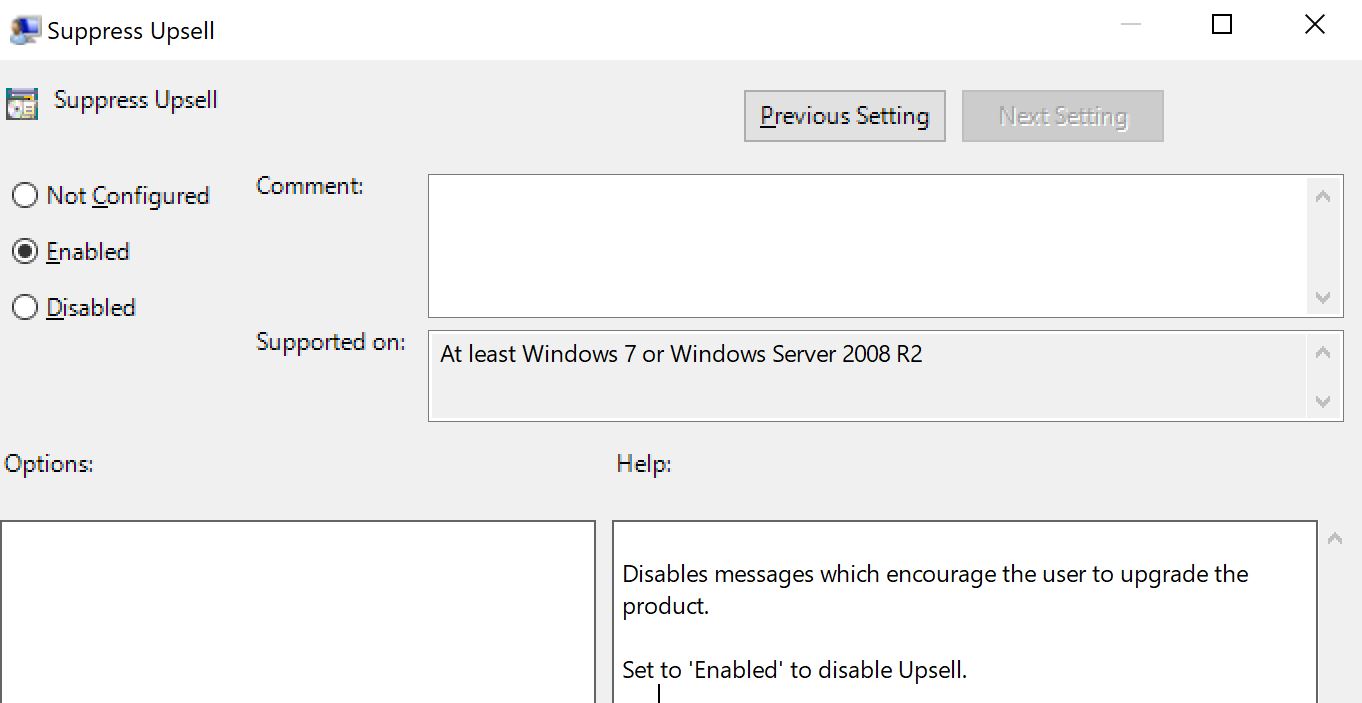 Suppress Upsell
Suppress Upsell
Previous Setting
Next Setting
Not Configured
Comment:
Enabled
Disabled
Supported on:
At least Windows 7 or Windows Server 2008 R2
Options:
Help:
Disables messages which encourage the user to upgrade the
product.
Set to 'Enabled' to disable Upsell.